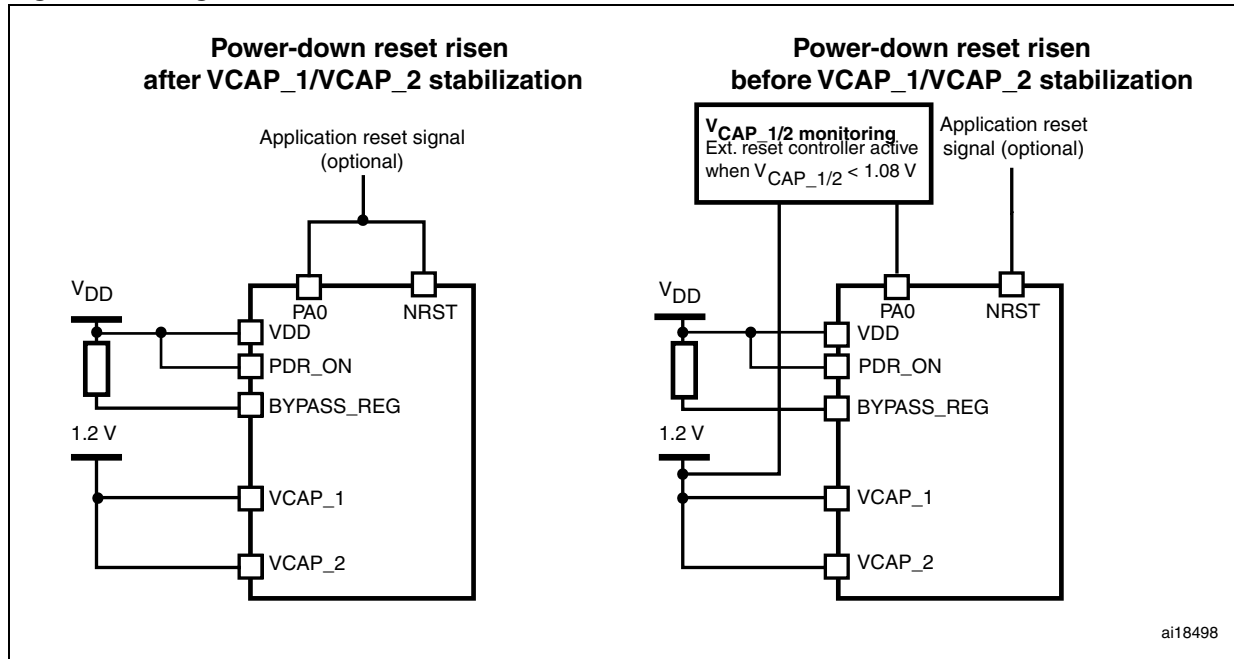 Power-down reset risen
after VCAP_1/VCAP_2 stabilization
Application reset signal
(optional)
VDD
PA0
NRST
VDD
PDR_ON
BYPASS_REG
1.2 V
VCAP_1
VCAP_2
Power-down reset risen
before VCAP_1/VCAP_2 stabilization
VCAP_1/2 monitoring
Ext. reset controller active
when VCAP_1/2 < 1.08 V
Application reset
signal (optional)
VDD
PA0
NRST
VDD
PDR_ON
BYPASS_REG
1.2 V
VCAP_1
VCAP_2
ai18498